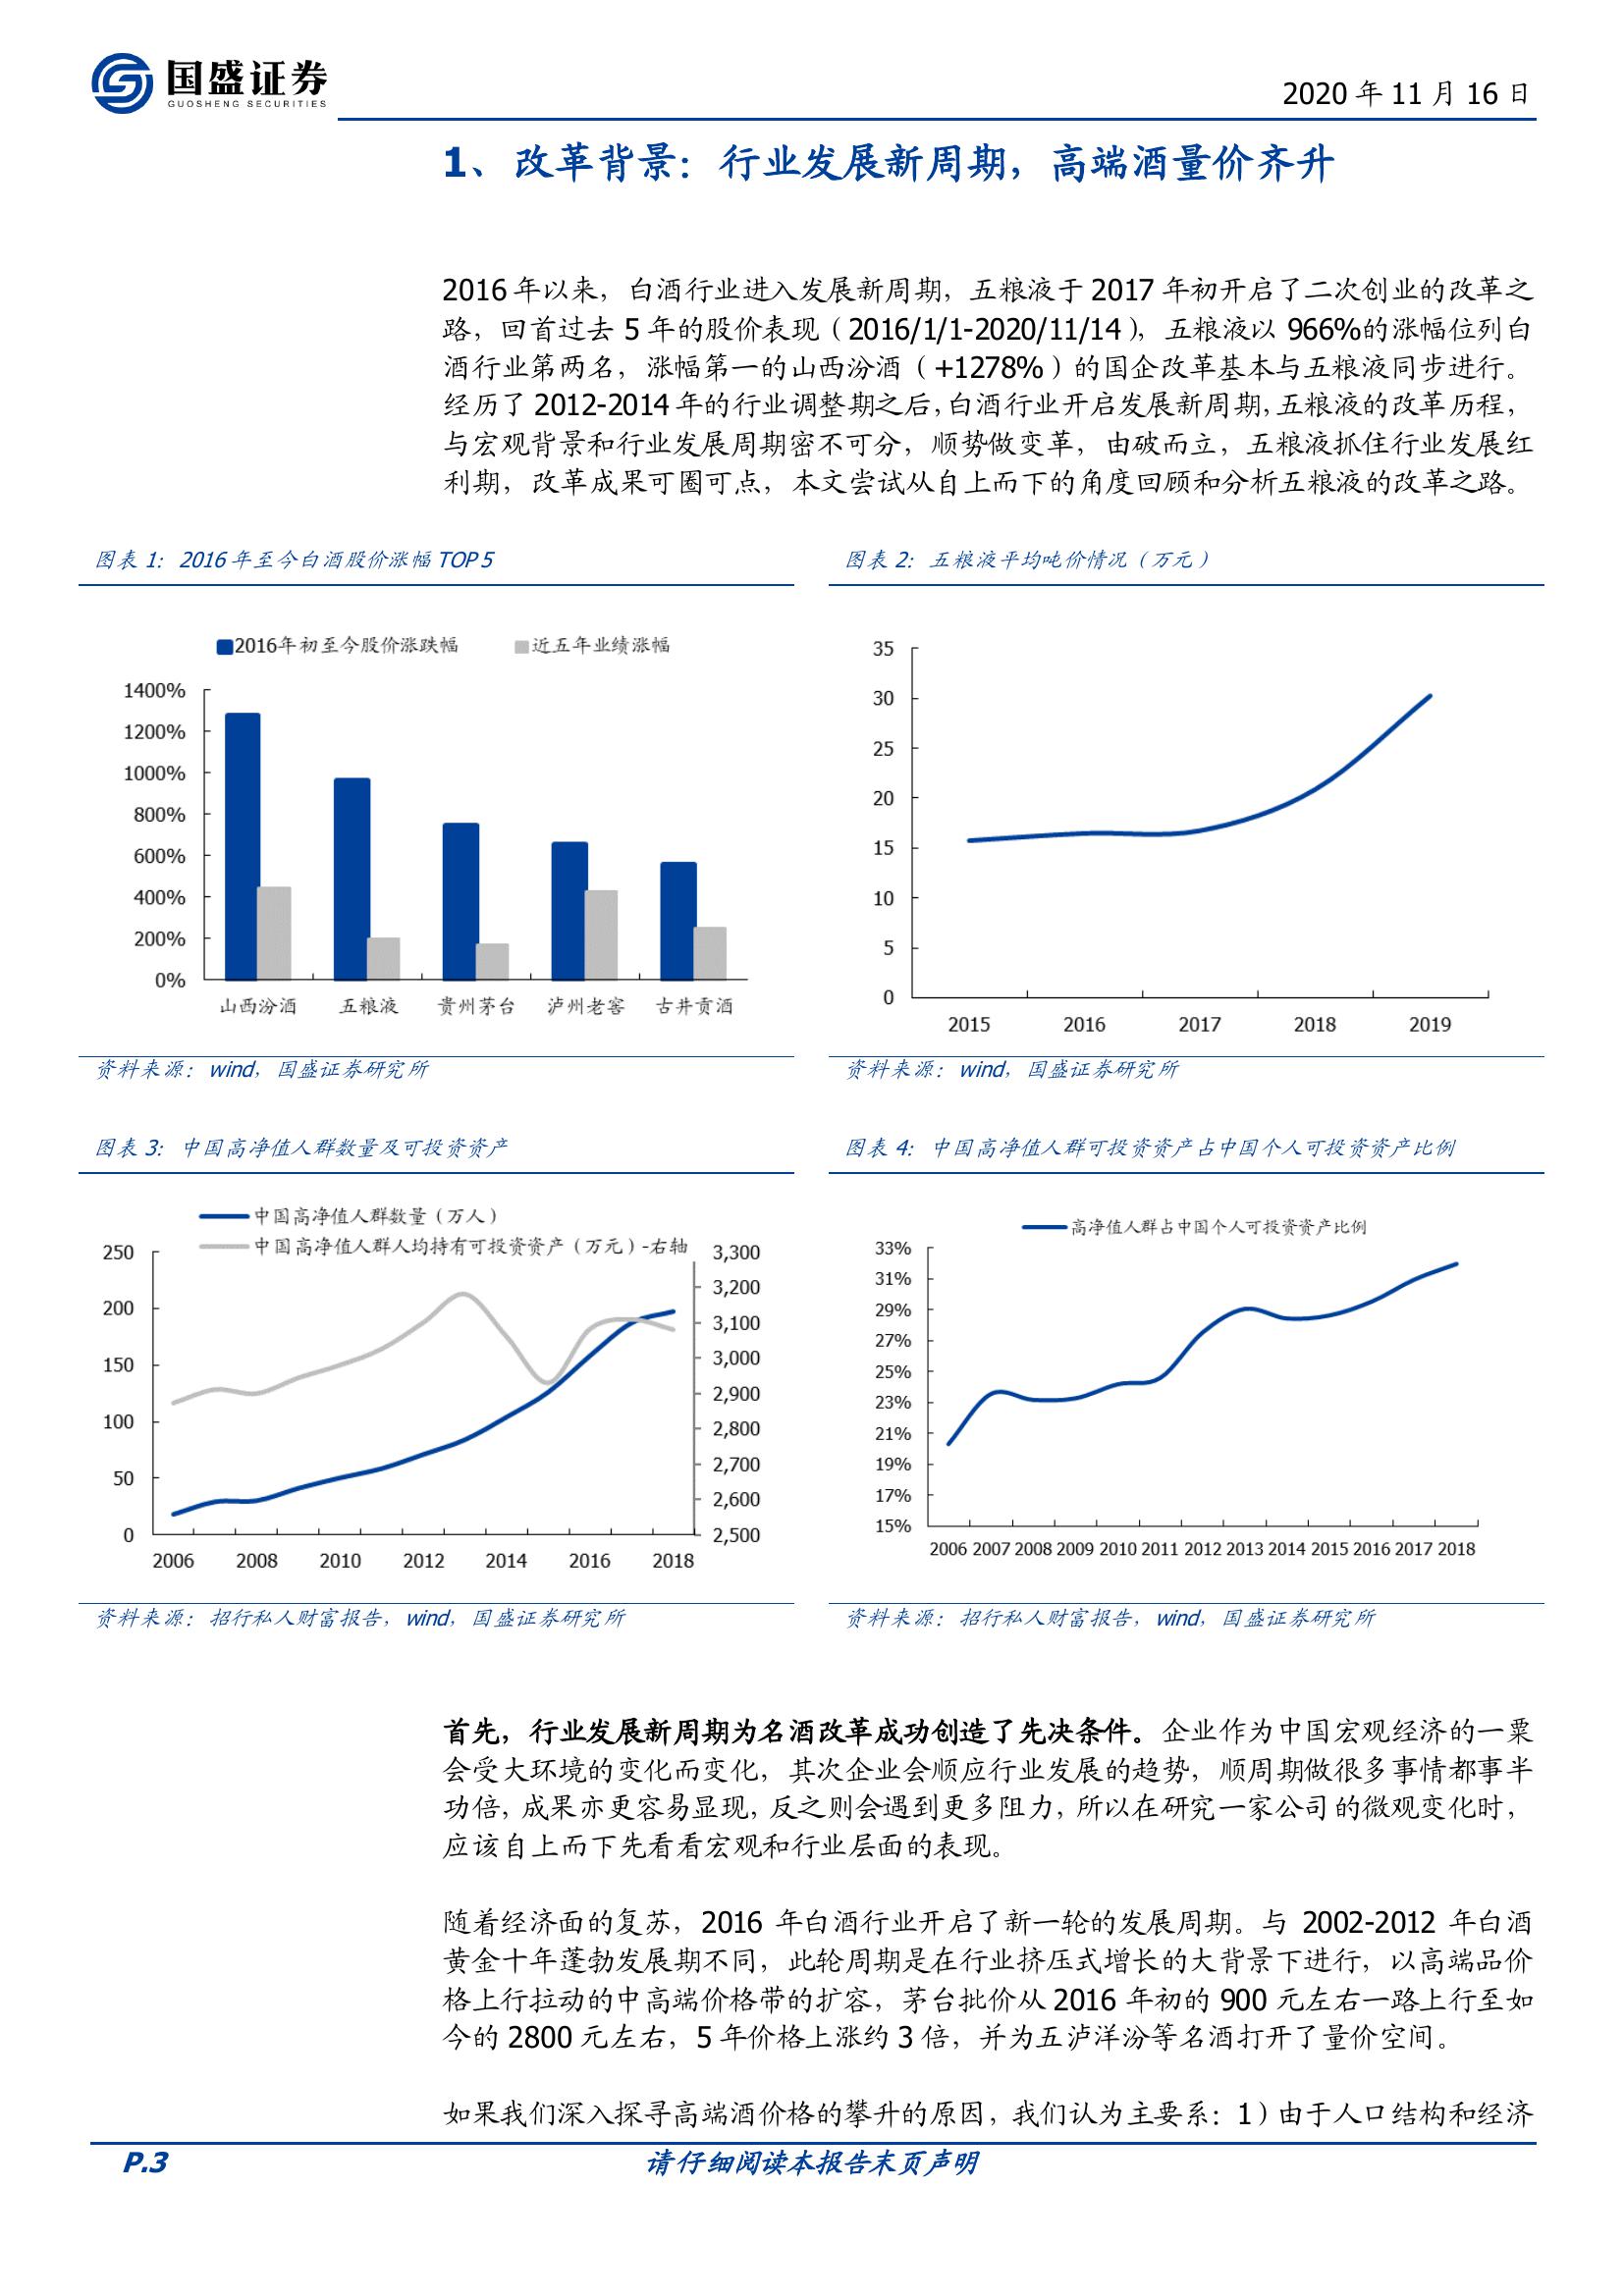 国盛证券
GUOSHENG SECURITIES
2020 年 11 月 16 日
1、 改革背景：行业发展新周期，高端酒量价齐升
2016 年以来，白酒行业进入发展新周期，五粮液于 2017 年初开启了二次创业的改革之
路，回首过去 5 年的股价表现（2016/1/1-2020/11/14），五粮液以 966%的涨幅位列白
酒行业第两名，涨幅第一的山西汾酒（+1278%）的国企改革基本与五粮液同步进行。
经历了 2012-2014 年的行业调整期之后，白酒行业开启发展新周期，五粮液的改革历程，
与宏观背景和行业发展周期密不可分，顺势做变革，由破而立，五粮液抓住行业发展红
利期，改革成果可圈可点，本文尝试从自上而下的角度回顾和分析五粮液的改革之路。
图表 1：2016 年至今白酒股价涨幅 TOP 5
2016年初至今股价涨跌幅 近五年业绩涨幅
1400%
1200%
1000%
800%
600%
400%
200%
0%
山西汾酒 五粮液 贵州茅台 泸州老窖 古井贡酒
资料来源：wind，国盛证券研究所
图表 2：五粮液平均吨价情况（万元）
35
30
25
20
15
10
5
0
2015 2016 2017 2018 2019
资料来源：wind，国盛证券研究所
图表 3：中国高净值人群数量及可投资资产
中国高净值人群数量（万人）
中国高净值人群人均持有可投资资产（万元）-右轴
250
200
150
100
50
0
3,300
3,200
3,100
3,000
2,900
2,800
2,700
2,600
2,500
2006 2008 2010 2012 2014 2016 2018
资料来源：招行私人财富报告，wind，国盛证券研究所
图表 4：中国高净值人群可投资资产占中国个人可投资资产比例
高净值人群占中国个人可投资资产比例
33%
31%
29%
27%
25%
23%
21%
19%
17%
15%
2006 2007 2008 2009 2010 2011 2012 2013 2014 2015 2016 2017 2018
资料来源：招行私人财富报告，wind，国盛证券研究所
首先，行业发展新周期为名酒改革成功创造了先决条件。企业作为中国宏观经济的一粟
会受大环境的变化而变化，其次企业会顺应行业发展的趋势，顺周期做很多事情都事半
功倍，成果亦更容易显现，反之则会遇到更多阻力，所以在研究一家公司的微观变化时，
应该自上而下先看看宏观和行业层面的表现。
随着经济面的复苏，2016 年白酒行业开启了新一轮的发展周期。与 2002-2012 年白酒
黄金十年蓬勃发展期不同，此轮周期是在行业挤压式增长的大背景下进行，以高端品价
格上行拉动的中高端价格带的扩容，茅台批价从 2016 年初的 900 元左右一路上行至如
今的 2800 元左右，5 年价格上涨约 3 倍，并为五泸洋汾等名酒打开了量价空间。
如果我们深入探寻高端酒价格的攀升的原因，我们认为主要系：1）由于人口结构和经济
P.3
请仔细阅读本报告末页声明